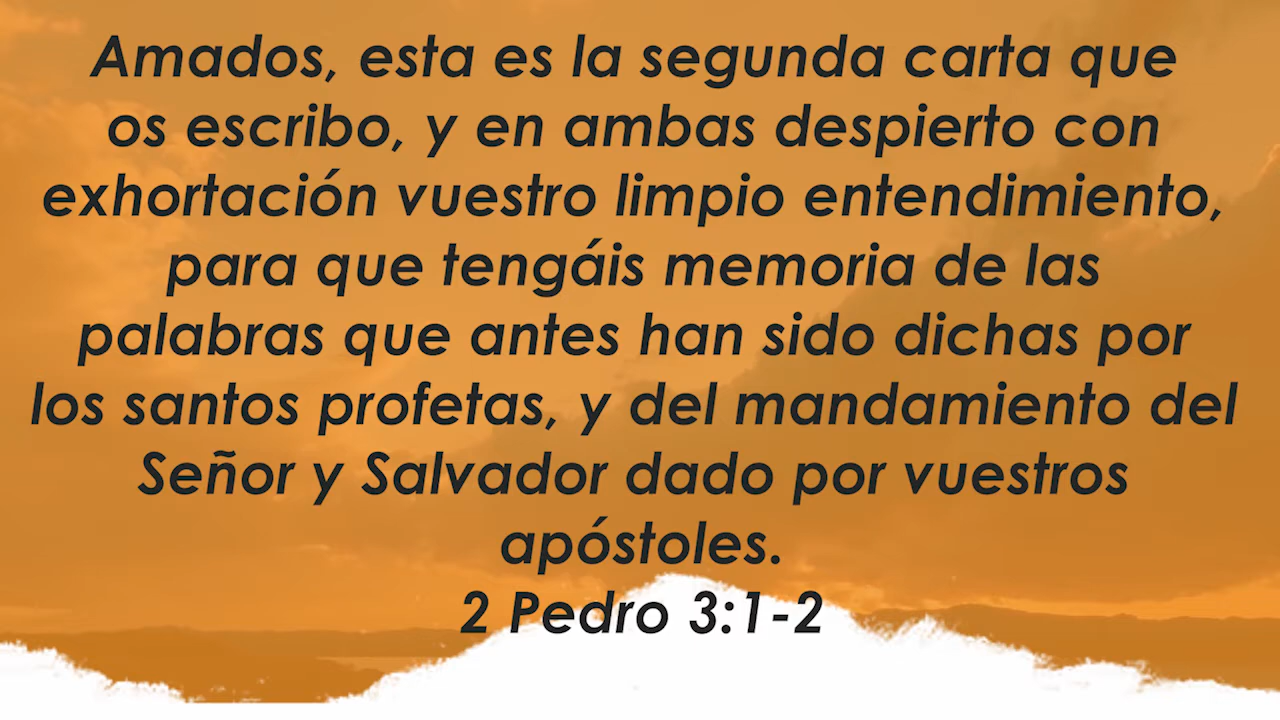 Amados, esta es la segunda carta que
os escribo, y en ambas despierto con
exhortación vuestro limpio entendimiento,
para que tengáis memoria de las
palabras que antes han sido dichas por
los santos profetas, y del mandamiento del
Señor y Salvador dado por vuestros
apóstoles.
2 Pedro 3:1-2